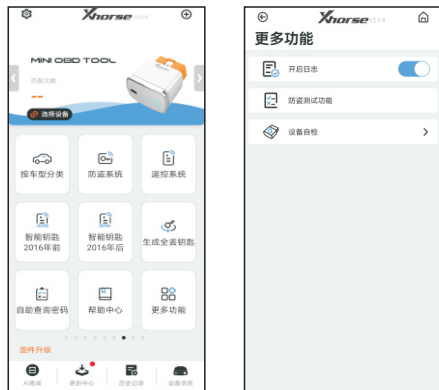 Xhorse
MINI OBD TOOL
匹配次数
--
选择设备
按车型分类
防盗系统
遥控系统
智能钥匙
2016年前
智能钥匙
2016年后
生成全丢钥匙
自助查询密码
帮助中心
更多功能
固件升级
AI查询
更新中心
历史记录
设备信息
Xhorse
更多功能
开启日志
防盗测试功能
设备自检